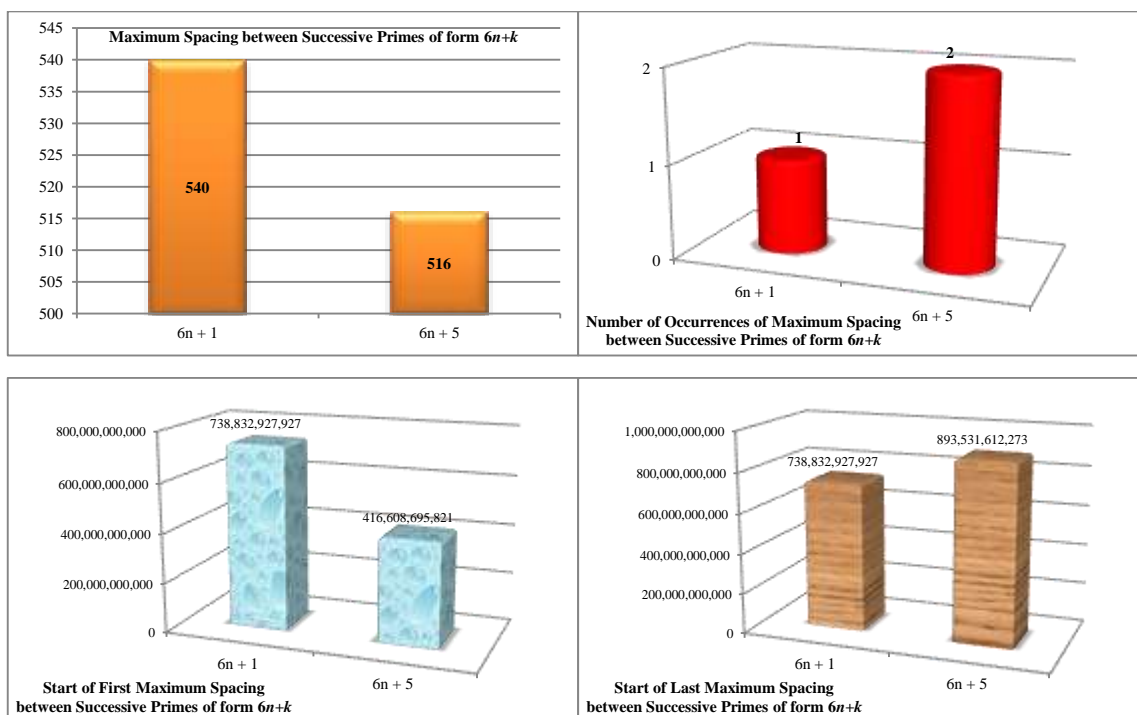 Maximum Spacing between Successive Primes of form 6n+k
545
540
535
530
525
520
515
510
505
500
540
516
6n + 1
6n + 5
2
1
0
1
2
6n + 1
6n + 5
Number of Occurrences of Maximum Spacing
between Successive Primes of form 6n+k
800,000,000,000
600,000,000,000
400,000,000,000
200,000,000,000
0
738,832,927,927
416,608,695,821
6n + 1
6n + 5
Start of First Maximum Spacing
between Successive Primes of form 6n+k
1,000,000,000,000
800,000,000,000
600,000,000,000
400,000,000,000
200,000,000,000
0
738,832,927,927
893,531,612,273
6n + 1
6n + 5
Start of Last Maximum Spacing
between Successive Primes of form 6n+k